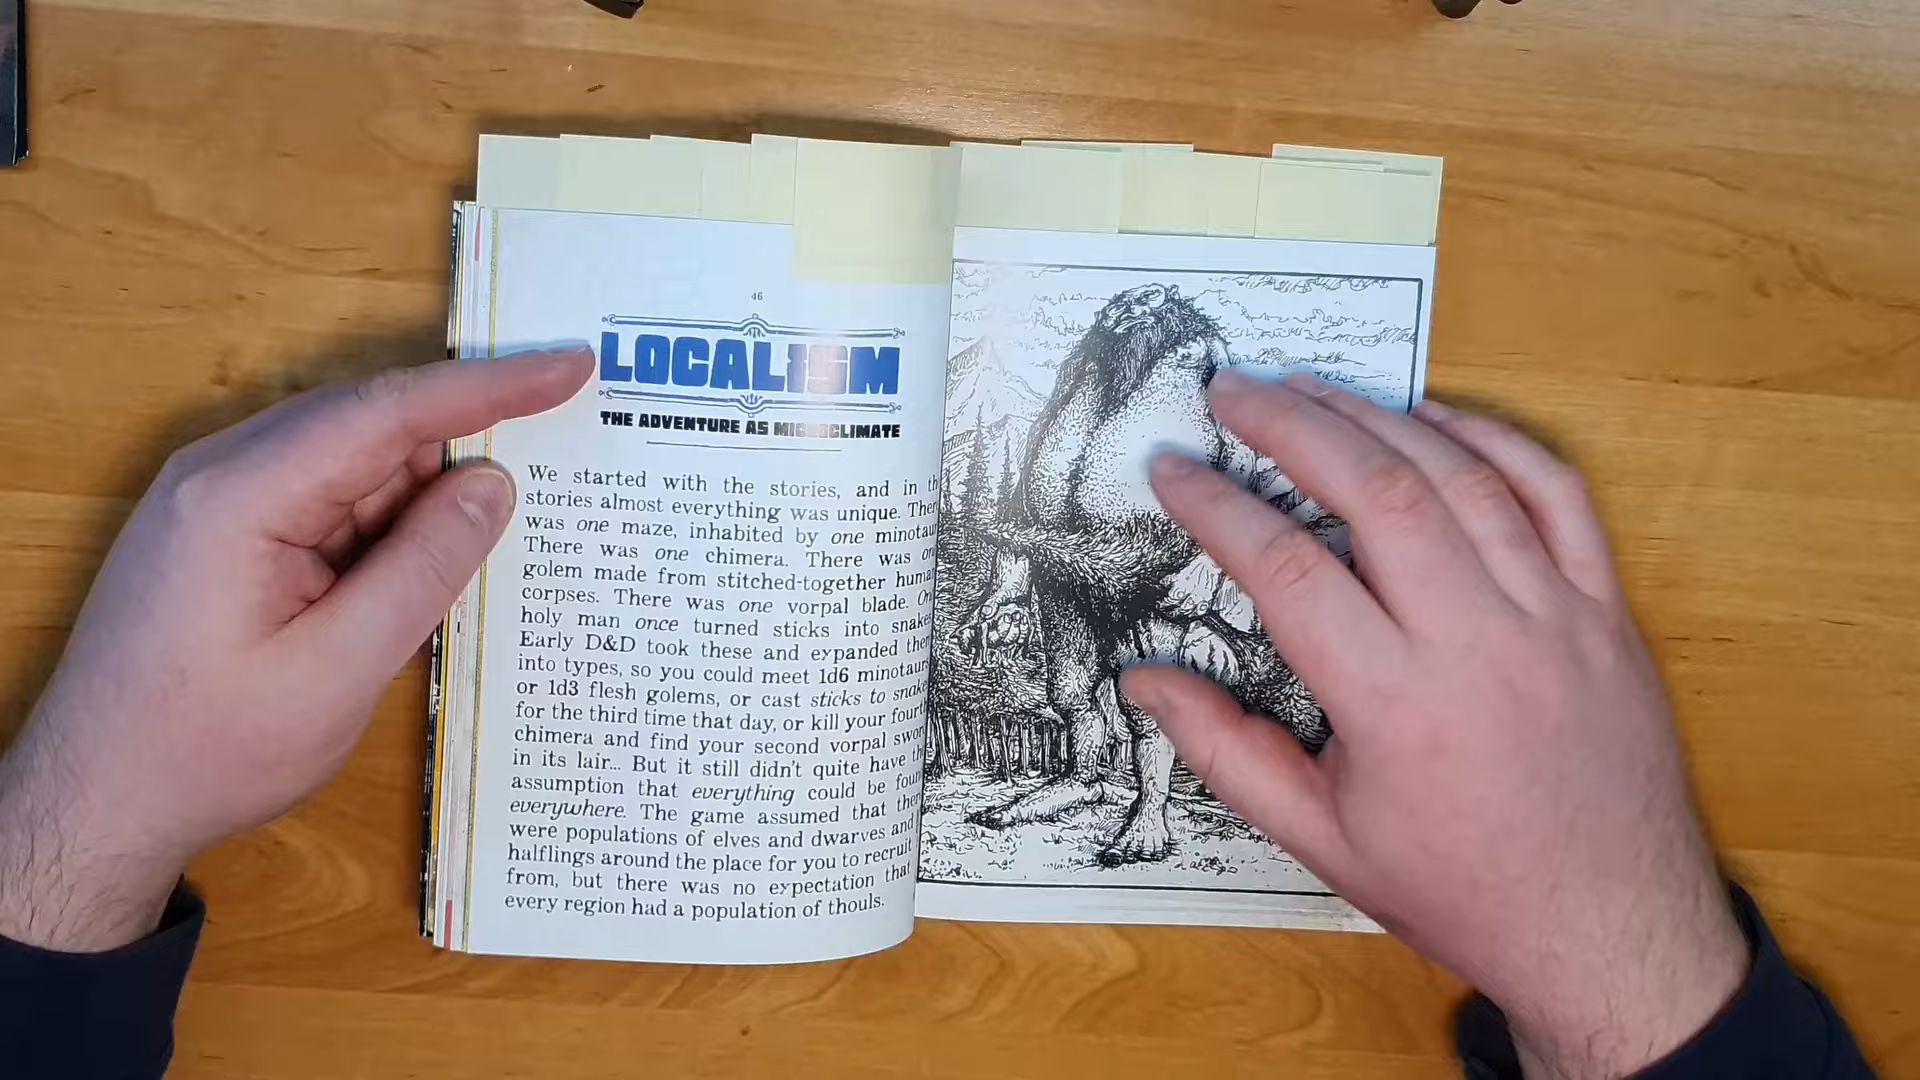 46
LOCALISM
THE ADVENTURE AS MICROCLIMATE
We started with the stories, and in
stories almost everything was unique.
was one maze, inhabited by one minotaur
There was one chimera. There was
golem made from stitched-together human
corpses. There was one vorpal blade.
holy man once turned sticks into snakes
Early D&D took these and expanded
into types, so you could meet 1d6 minotaurs
or 1d3 flesh golems, or cast sticks to snakes
for the third time that day, or kill your fourth
chimera and find your second vorpal sword
in its lair... But it still didn't quite have
assumption that everything could be found
everywhere. The game assumed that
were populations of elves and dwarves and
halflings around the place for you to recruit
from, but there was no expectation that
every region had a population of thouls.